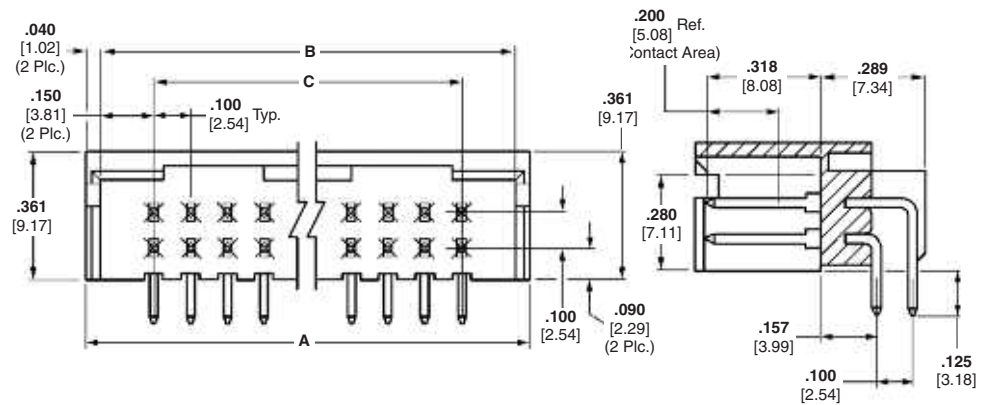 .040
[1.02]
(2 Plc.)
B
C
.150
[3.81]
(2 Plc.)
.100
[2.54] Typ.
.361
[9.17]
.361
[9.17]
.100
[2.54]
.090
[2.29]
(2 Plc.)
A
.200
[5.08] Ref.
ontact Area)
.318
[8.08]
.289
[7.34]
.280
[7.11]
.157
[3.99]
.100
[2.54]
.125
[3.18]